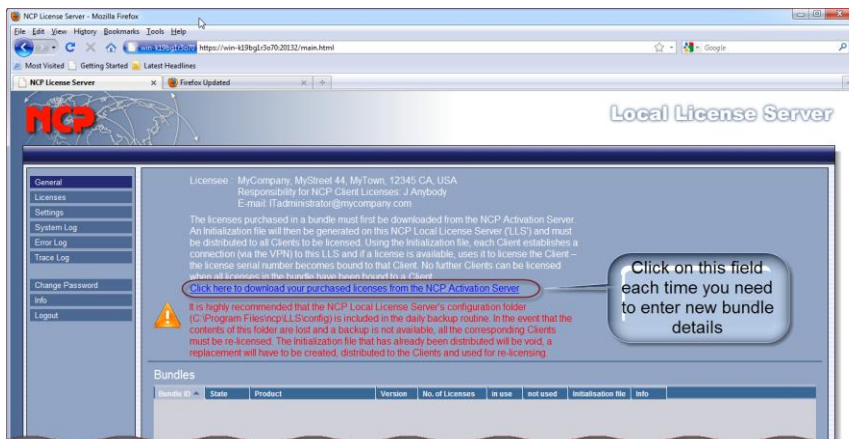 NCP License Server - Mozilla Firefox
File Edit View History Bookmarks Tools Help
win-k19bg1r3o70 https://win-k19bg1r3o70:20132/main.html
Google
Most Visited Getting Started Latest Headlines
NCP License Server
Firefox Updated
NCP
Local License Server
General
Licenses
Settings
System Log
Error Log
Trace Log
Change Password
Info
Logout
Licensee : MyCompany, MyStreet 44, MyTown, 12345 CA, USA
Responsibility for NCP Client Licenses: J Anybody
E-mail: ITadministrator@mycompany.com
The licenses purchased in a bundle must first be downloaded from the NCP Activation Server.
An Initialization file will then be generated on this NCP Local License Server ('LLS') and must
be distributed to all Clients to be licensed. Using the Initialization file, each Client establishes a
connection (via the VPN) to this LLS and if a license is available, uses it to license the Client –
the license serial number becomes bound to that Client. No further Clients can be licensed
when all licenses in the bundle have been bound to a Client.
Click here to download your purchased licenses from the NCP Activation Server
Click on this field
each time you need
to enter new bundle
details
It is highly recommended that the NCP Local License Server's configuration folder
(C:\Program Files\ncp\LLS\config) is included in the daily backup routine. In the event that the
contents of this folder are lost and a backup is not available, all the corresponding Clients
must be re-licensed. The Initialization file that has already been distributed will be void, a
replacement will have to be created, distributed to the Clients and used for re-licensing.
Bundles
Bundle ID State Product Version No. of Licenses in use not used Initialisation file Info